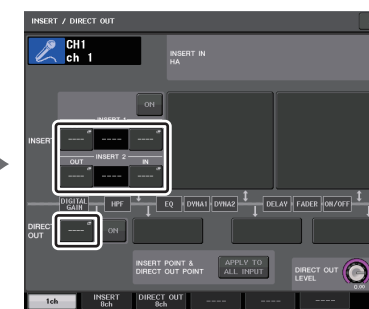 INSERT / DIRECT OUT
CH1
ch 1
INSERT IN
HA
ON
INSERT 1
INSERT
---- ---- ----
OUT INSERT 2 IN
---- ---- ----
DIGITAL GAIN HPF EQ DYNA1 DYNA2 DELAY FADER ON/OFF
DIRECT OUT
---- ON
INSERT POINT & DIRECT OUT POINT
APPLY TO ALL INPUT
DIRECT OUT LEVEL
0.00
1ch
INSERT 8ch
DIRECT OUT 8ch
---- ---- ----